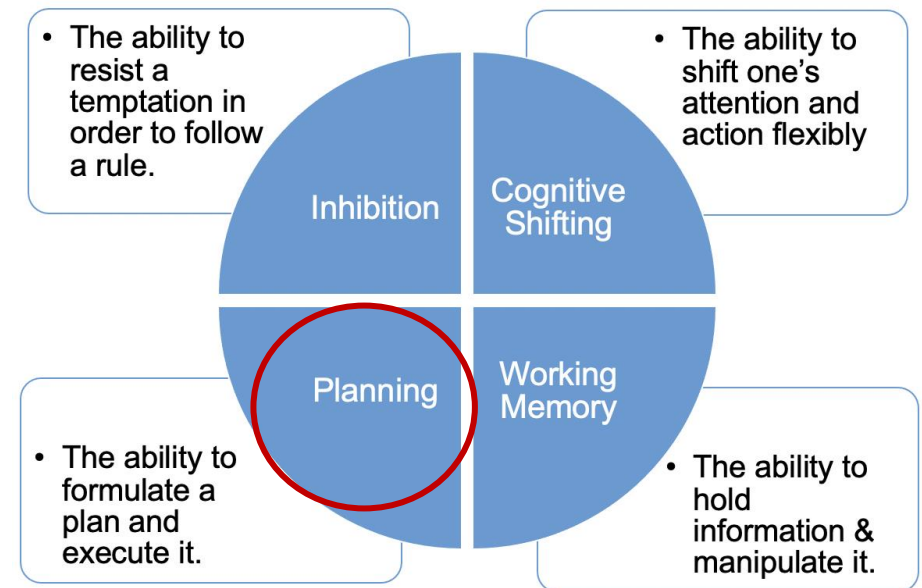 • The ability to
resist a
temptation in
order to follow
a rule.
• The ability to
shift one’s
attention and
action flexibly
Inhibition
Cognitive
Shifting
Planning
Working
Memory
• The ability to
formulate a
plan and
execute it.
• The ability to
hold
information &
manipulate it.